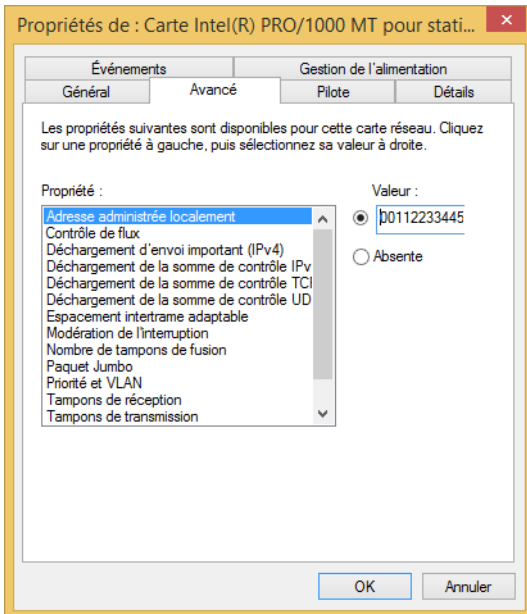 Propriétés de : Carte Intel(R) PRO/1000 MT pour stati...
Événements
Gestion de l'alimentation
Général
Avancé
Pilote
Détails
Les propriétés suivantes sont disponibles pour cette carte réseau. Cliquez
sur une propriété à gauche, puis sélectionnez sa valeur à droite.
Propriété :
Valeur :
Adresse administrée localement
Contrôle de flux
Déchargement d'envoi important (IPv4)
Déchargement de la somme de contrôle IPv
Déchargement de la somme de contrôle TCI
Déchargement de la somme de contrôle UD
Espacement intertrame adaptable
Modération de l'interruption
Nombre de tampons de fusion
Paquet Jumbo
Priorité et VLAN
Tampons de réception
Tampons de transmission
00112233445
Absente
OK
Annuler